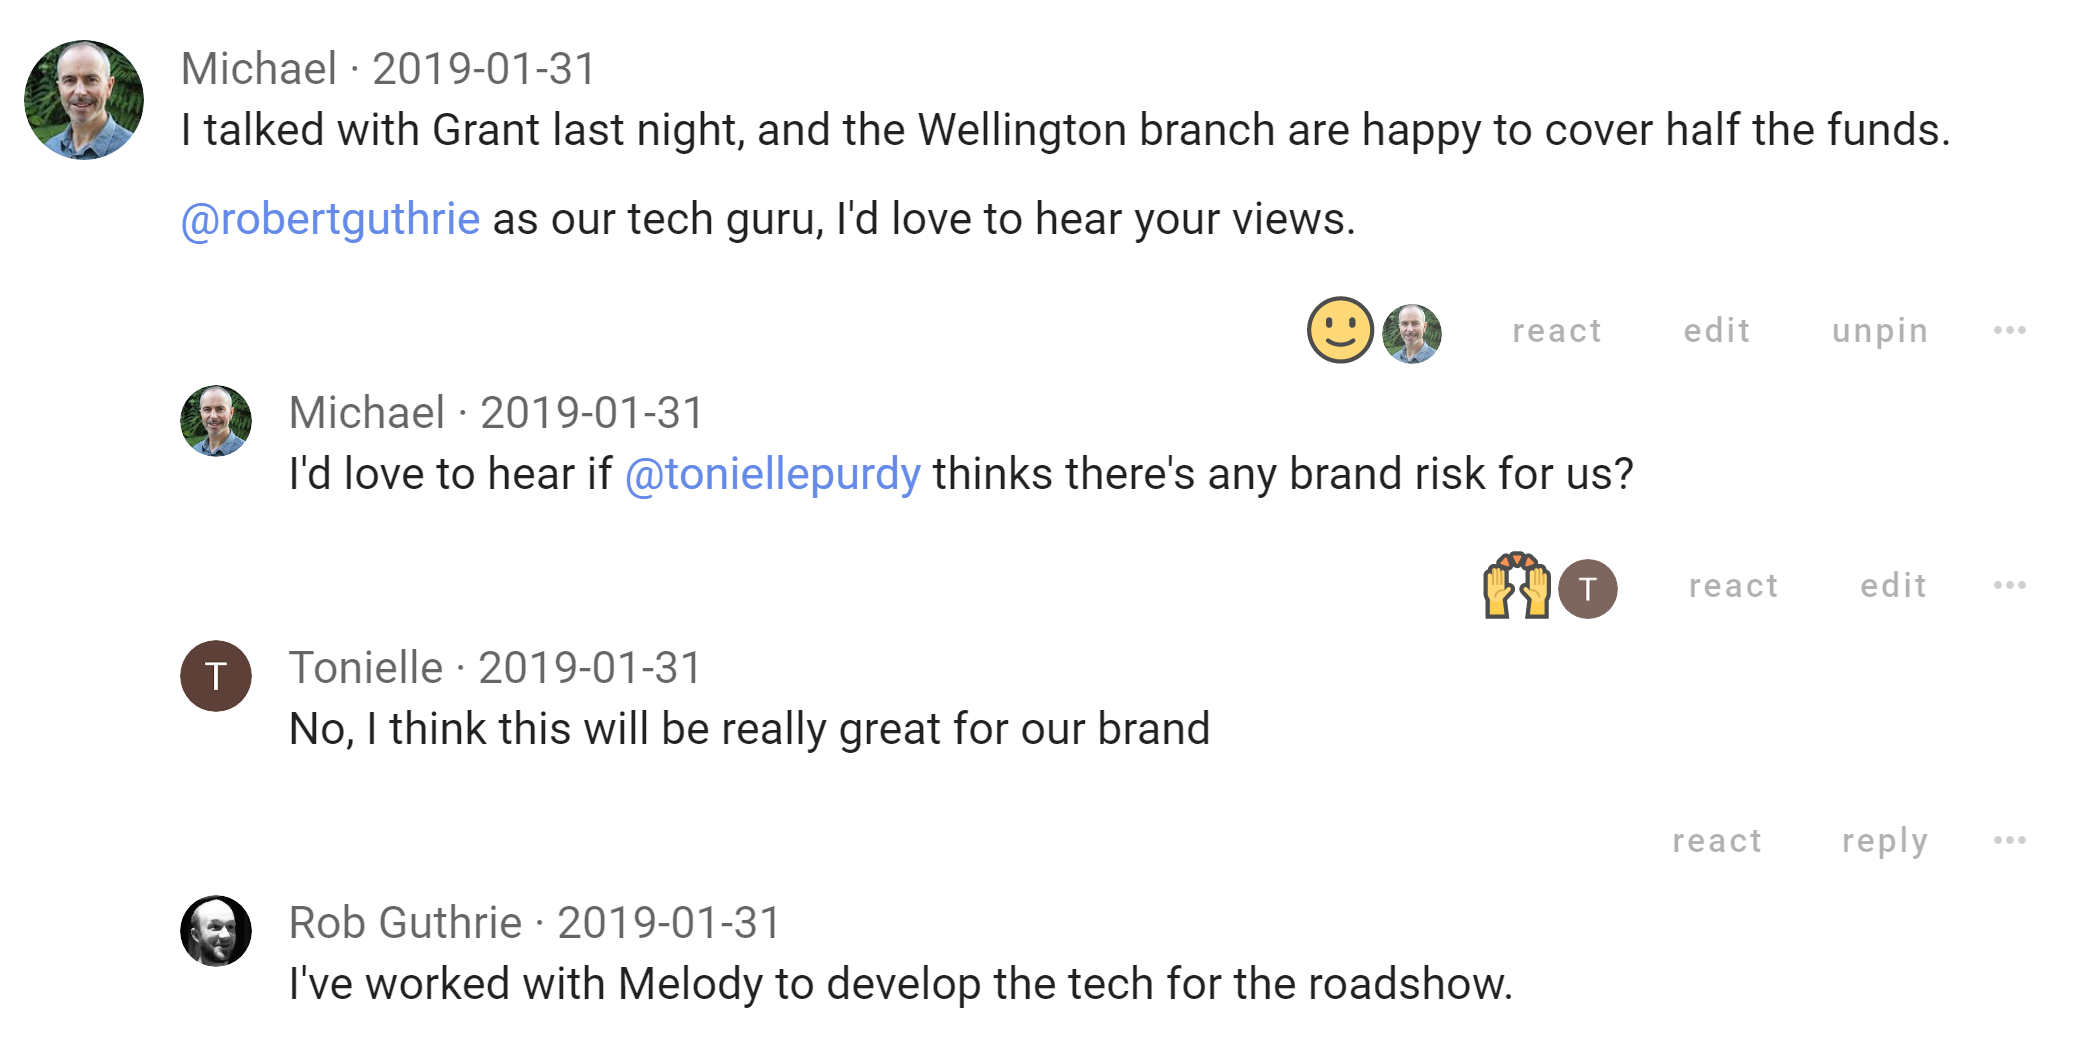 Michael · 2019-01-31
I talked with Grant last night, and the Wellington branch are happy to cover half the funds.
@robertguthrie as our tech guru, I'd love to hear your views.
react edit unpin ···
Michael · 2019-01-31
I'd love to hear if @toniellepurdy thinks there's any brand risk for us?
T react edit ···
T Tonielle · 2019-01-31
No, I think this will be really great for our brand
react reply ···
Rob Guthrie · 2019-01-31
I've worked with Melody to develop the tech for the roadshow.